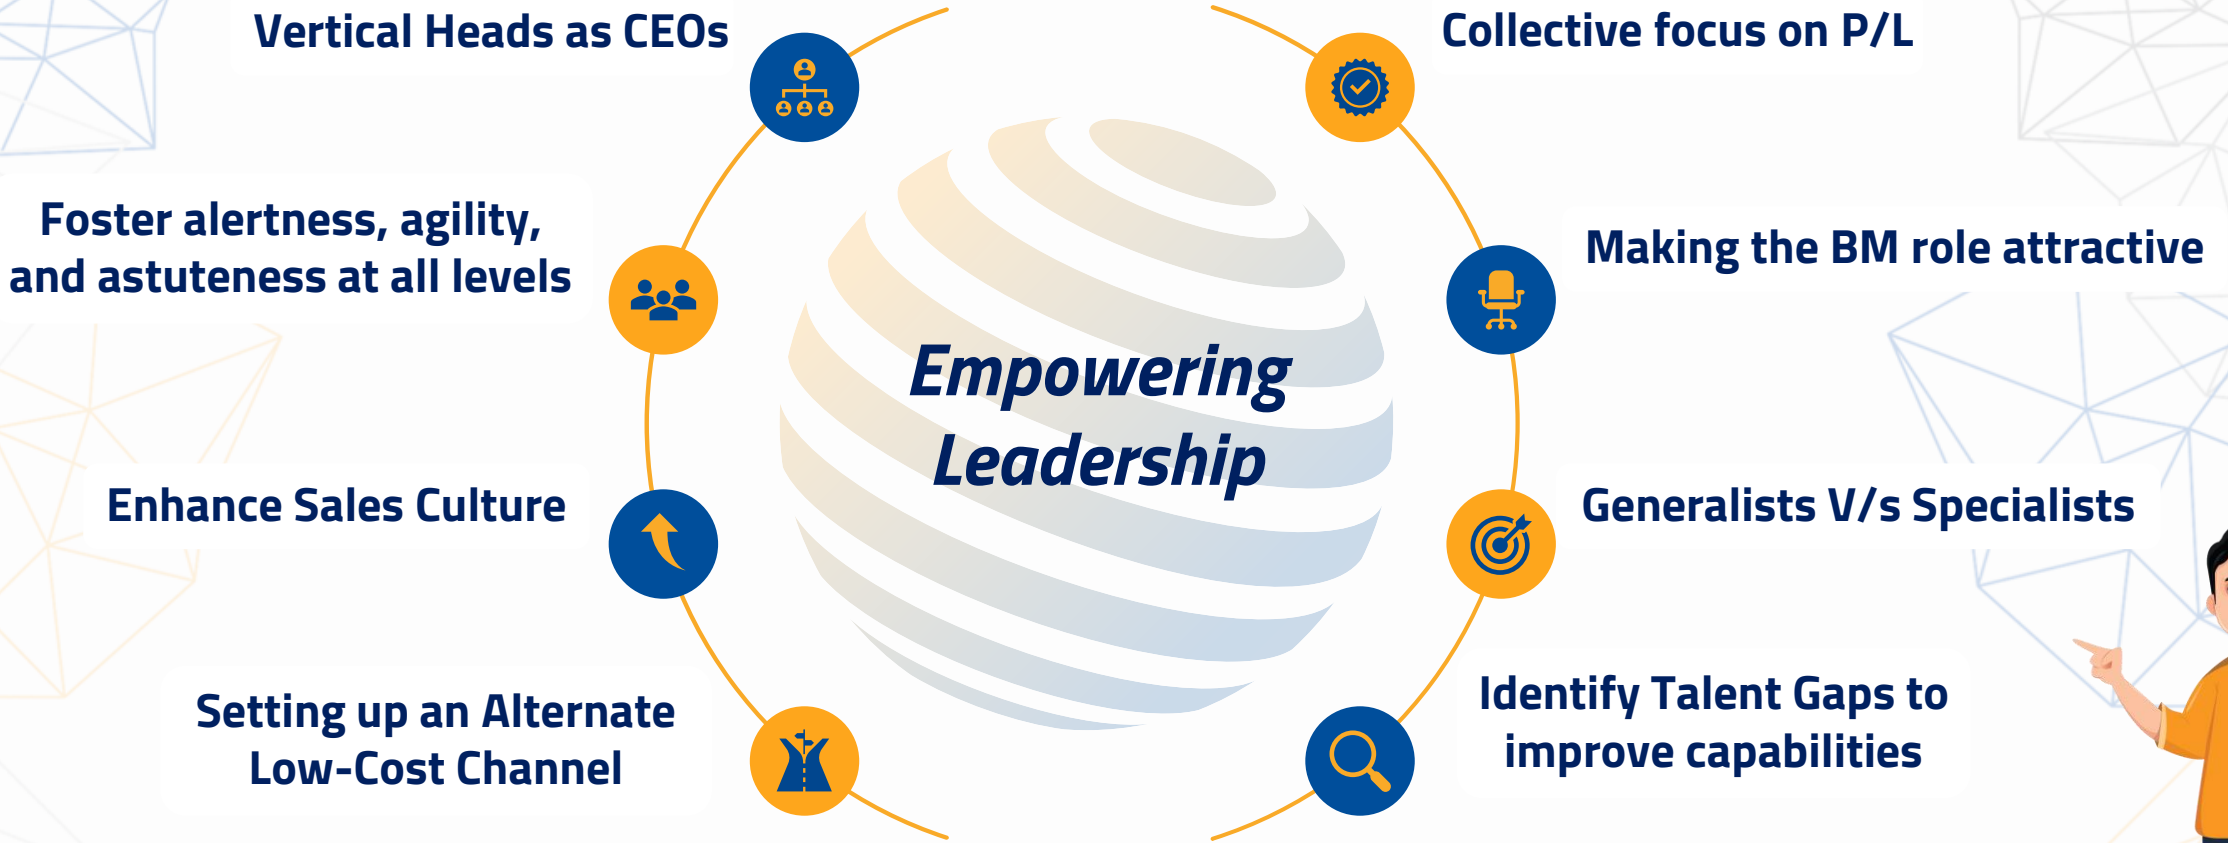 Vertical Heads as CEOs
Foster alertness, agility,
and astuteness at all levels
Enhance Sales Culture
Setting up an Alternate
Low-Cost Channel
Empowering
Leadership
Collective focus on P/L
Making the BM role attractive
Generalists V/s Specialists
Identify Talent Gaps to
improve capabilities